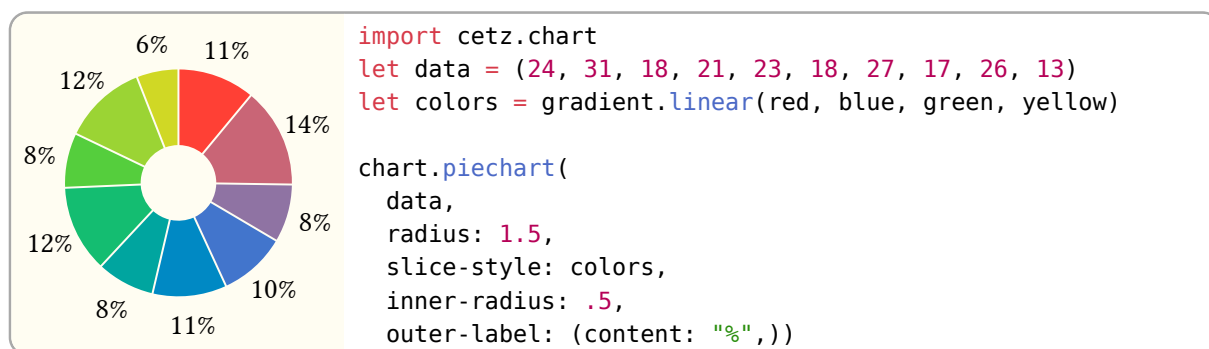 6%
11%
12%
14%
8%
8%
12%
10%
8%
11%
import cetz.chart
let data = (24, 31, 18, 21, 23, 18, 27, 17, 26, 13)
let colors = gradient.linear(red, blue, green, yellow)
chart.piechart(
  data,
  radius: 1.5,
  slice-style: colors,
  inner-radius: .5,
  outer-label: (content: "%",))